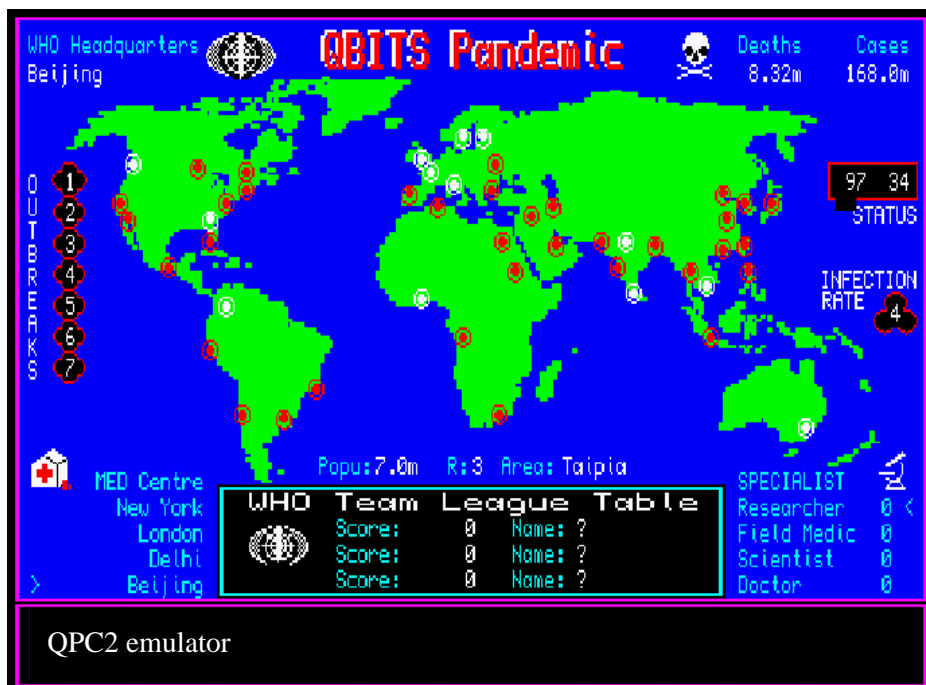 WHO Headquarters
Beijing
QBITS Pandemic
Deaths Cases
8.32m 168.0m
OUTBREAKS
1
2
3
4
5
6
7
97 34
STATUS
INFECTION
RATE
4
Popu:7.0m R:3 Area: Taipia
MED Centre
New York
London
Delhi
> Beijing
WHO Team League Table
Score: 0 Name: ?
Score: 0 Name: ?
Score: 0 Name: ?
SPECIALIST
Researcher 0 <
Field Medic 0
Scientist 0
Doctor 0
QPC2 emulator